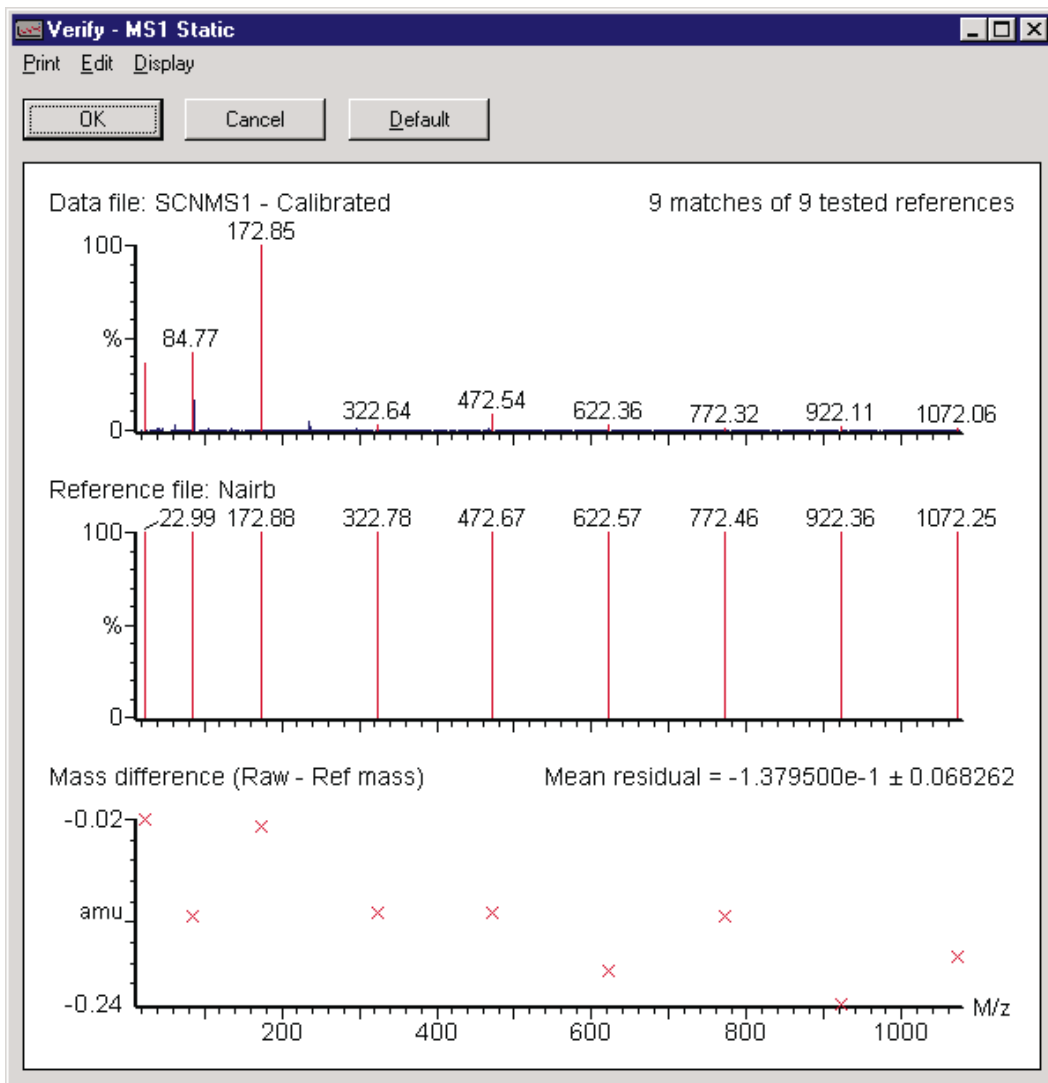 Verify - MS1 Static
Print Edit Display
OK Cancel Default
Data file: SCNMS1 - Calibrated 9 matches of 9 tested references
172.85
100
84.77
%
322.64 472.54 622.36 772.32 922.11 1072.06
0
Reference file: Nairb
22.99 172.88 322.78 472.67 622.57 772.46 922.36 1072.25
100
%
0
Mass difference (Raw - Ref mass) Mean residual = -1.379500e-1 ± 0.068262
-0.02
amu
-0.24 M/z
200 400 600 800 1000